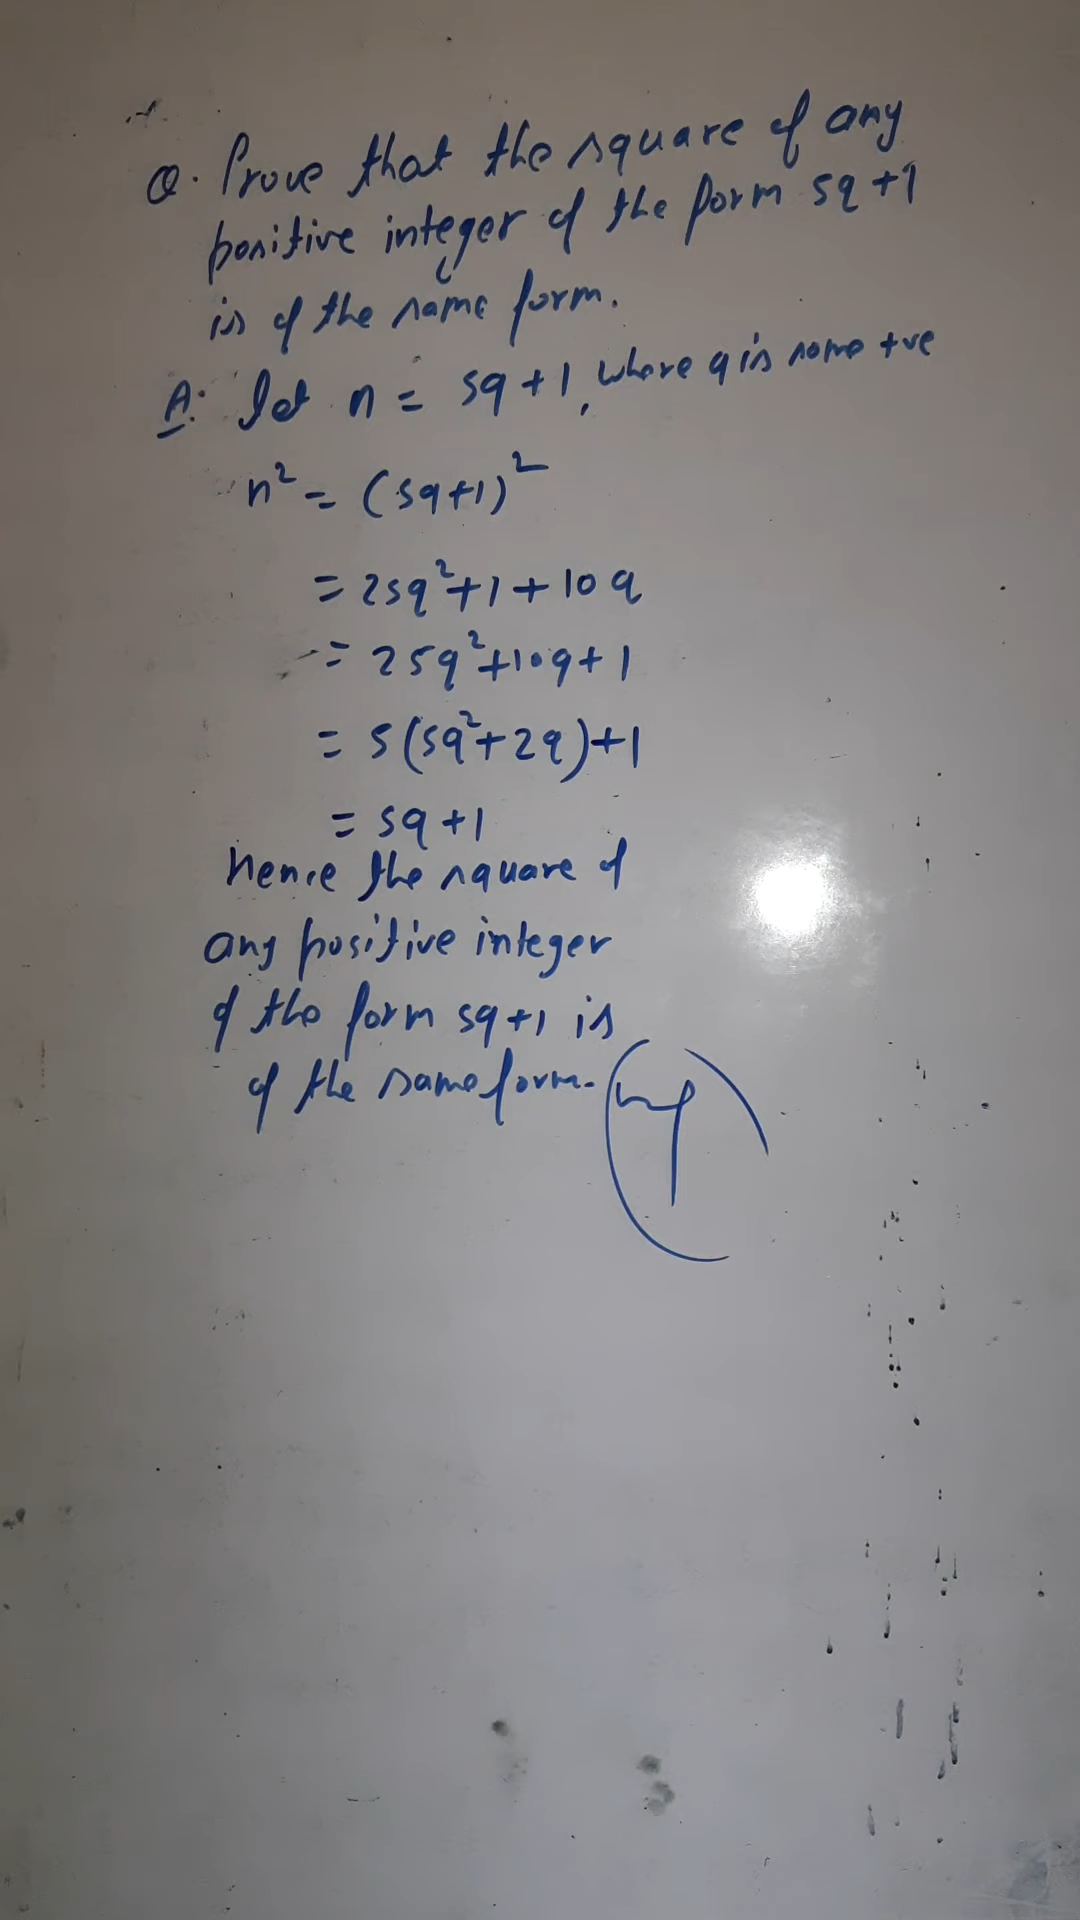 Q. Prove that the square of any
positive integer of the form 5q+1
is of the same form.
A: Let n = 5q+1, where q is some +ve
n² = (5q+1)²
= 25q²+1+10q
= 25q²+10q+1
= 5(5q²+2q)+1
= 5q+1
Hence the square of
any positive integer
of the form 5q+1 is
of the same form.